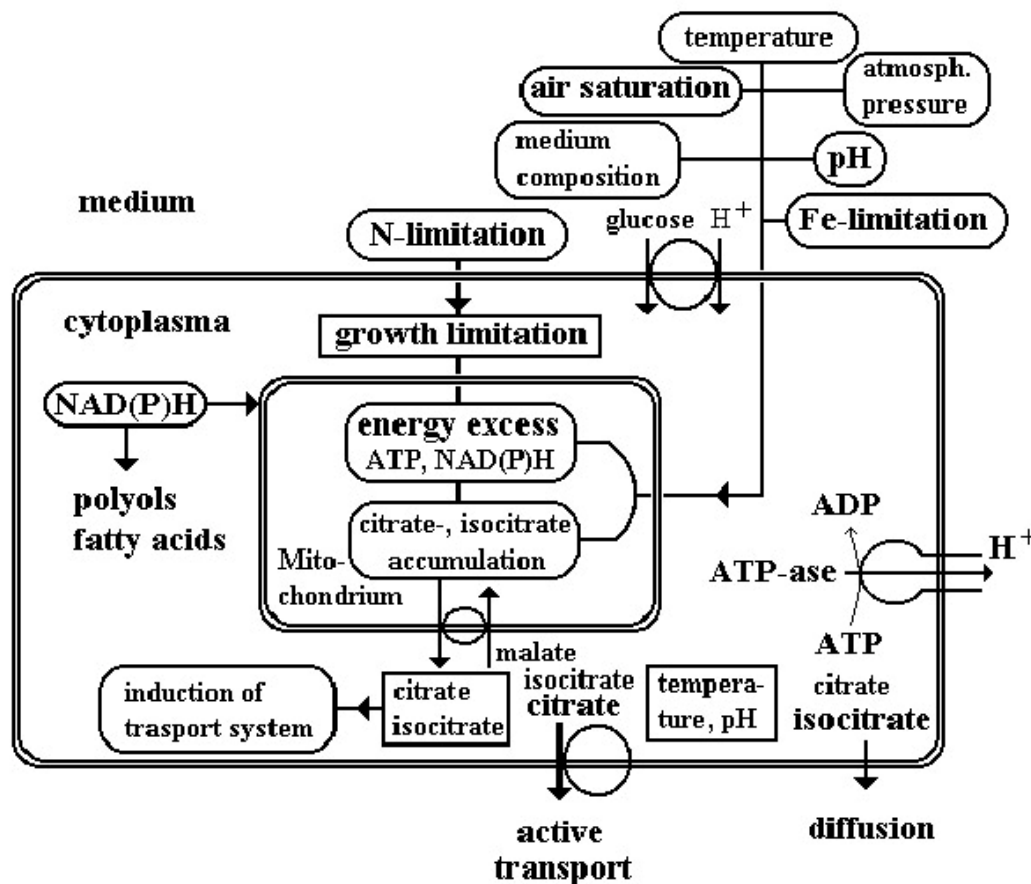 temperature
air saturation
atmosph.
pressure
medium
composition
pH
medium
N-limitation
glucose H+
Fe-limitation
cytoplasma
growth limitation
NAD(P)H
energy excess
ATP, NAD(P)H
polyols
fatty acids
citrate-, isocitrate
accumulation
Mito-
chondrium
ADP
H+
ATP-ase
ATP
malate
induction of
trasport system
citrate
isocitrate
isocitrate
citrate
tempera-
ture, pH
citrate
isocitrate
active
transport
diffusion